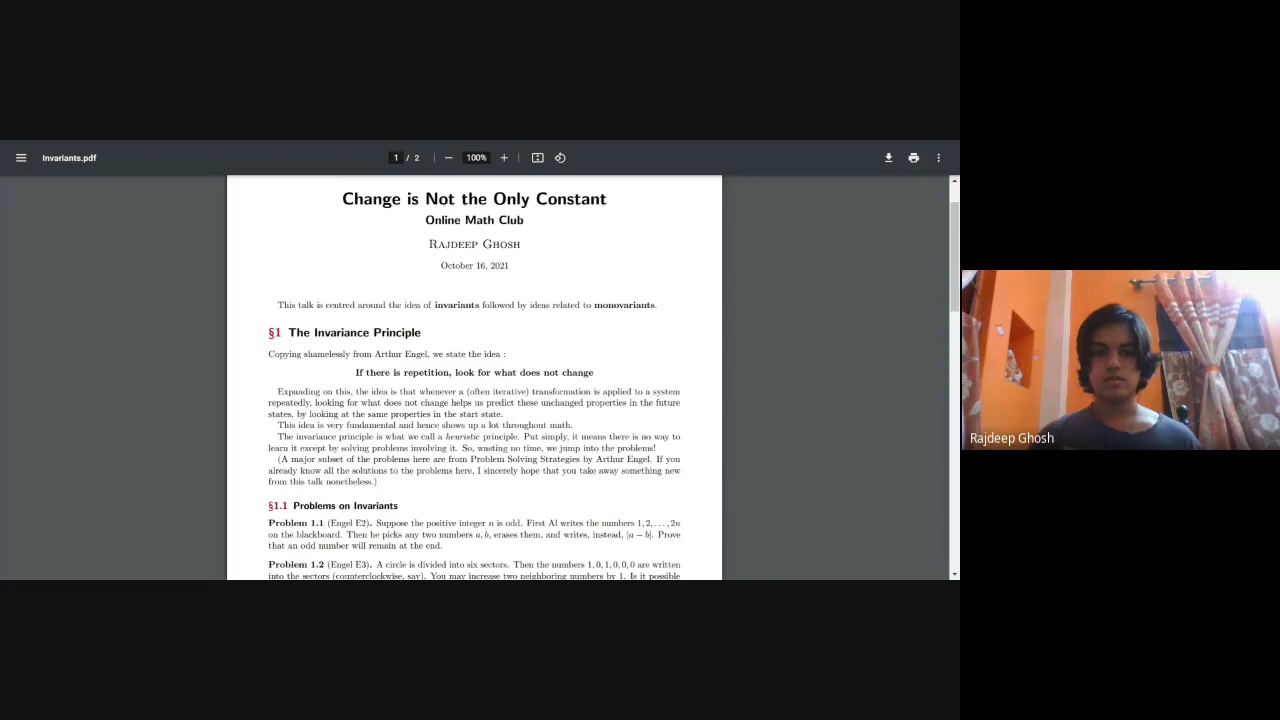 Invariants.pdf
1 / 2
100%
Change is Not the Only Constant
Online Math Club
Rajdeep Ghosh
October 16, 2021
This talk is centred around the idea of invariants followed by ideas related to monovariants.
§1 The Invariance Principle
Copying shamelessly from Arthur Engel, we state the idea :
If there is repetition, look for what does not change
Expanding on this, the idea is that whenever a (often iterative) transformation is applied to a system
repeatedly, looking for what does not change helps us predict these unchanged properties in the future
states, by looking at the same properties in the start state.
This idea is very fundamental and hence shows up a lot throughout math.
The invariance principle is what we call a heuristic principle. Put simply, it means there is no way to
learn it except by solving problems involving it. So, wasting no time, we jump into the problems!
(A major subset of the problems here are from Problem Solving Strategies by Arthur Engel. If you
already know all the solutions to the problems here, I sincerely hope that you take away something new
from this talk nonetheless.)
§1.1 Problems on Invariants
Problem 1.1 (Engel E2). Suppose the positive integer n is odd. First Al writes the numbers 1, 2, . . . , 2n
on the blackboard. Then he picks any two numbers a, b, erases them, and writes, instead, |a − b|. Prove
that an odd number will remain at the end.
Problem 1.2 (Engel E3). A circle is divided into six sectors. Then the numbers 1, 0, 1, 0, 0, 0 are written
into the sectors (counterclockwise, say). You may increase two neighboring numbers by 1. Is it possible
Rajdeep Ghosh